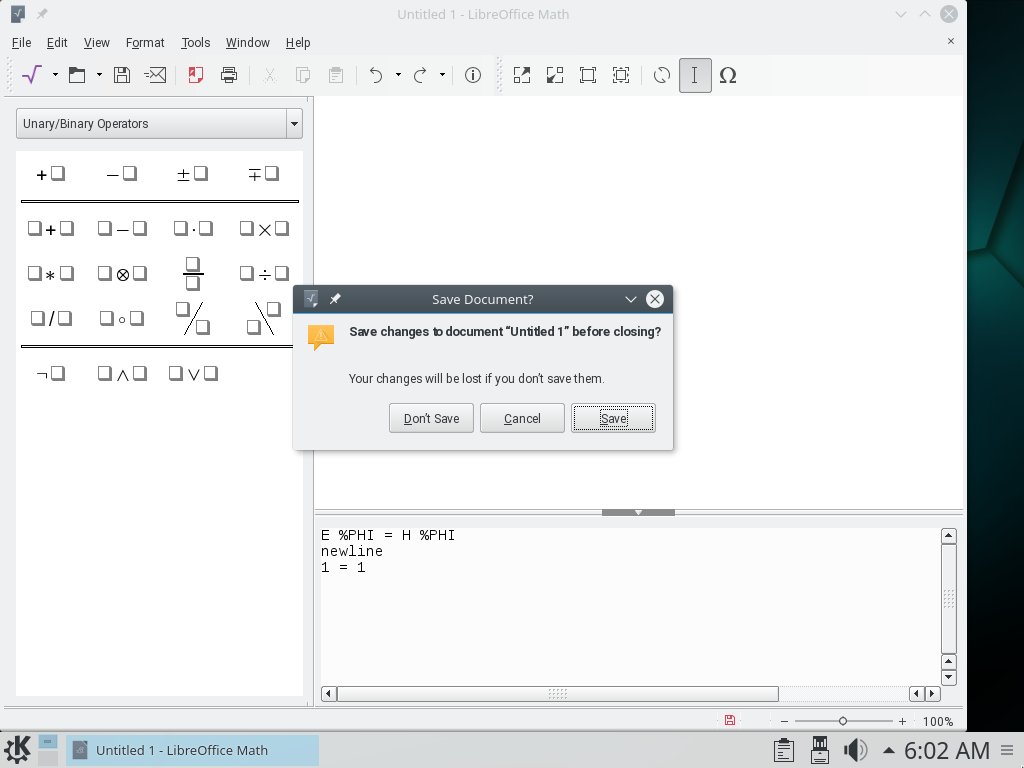 Untitled 1 - LibreOffice Math
File Edit View Format Tools Window Help
Unary/Binary Operators
Save Document?
Save changes to document “Untitled 1” before closing?
Your changes will be lost if you don’t save them.
Don’t Save Cancel Save
E %PHI = H %PHI
newline
1 = 1
100%
Untitled 1 - LibreOffice Math
6:02 AM